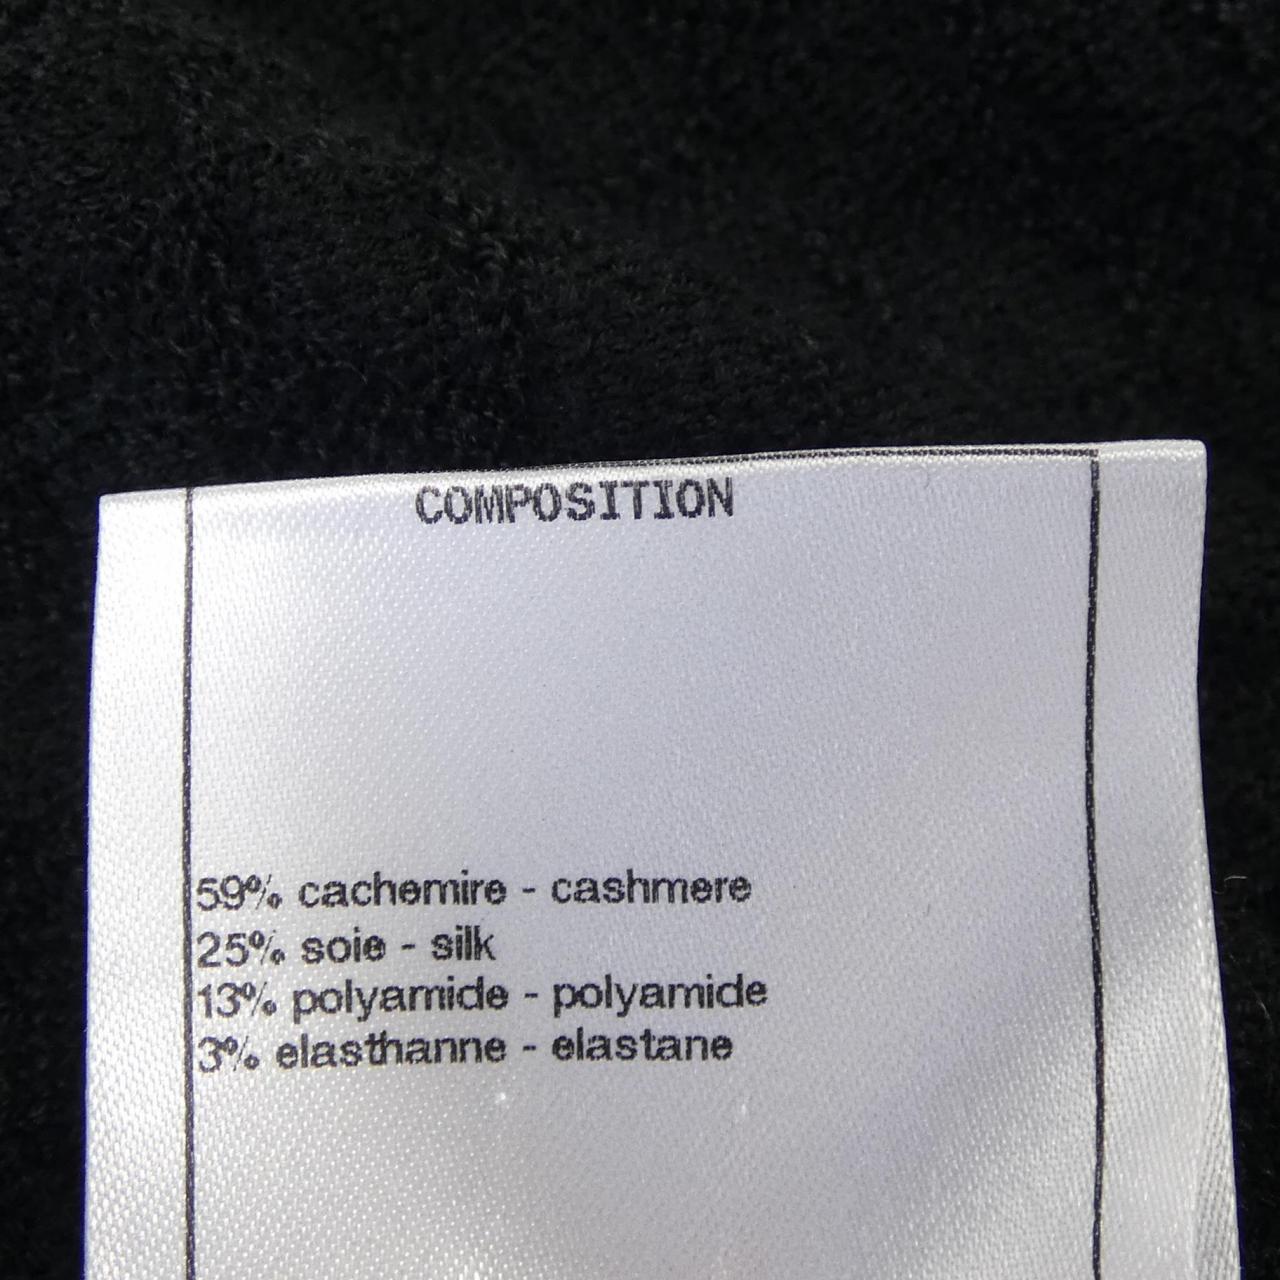 COMPOSITION
59% cachemire - cashmere
25% soie - silk
13% polyamide - polyamide
3% elasthanne - elastane